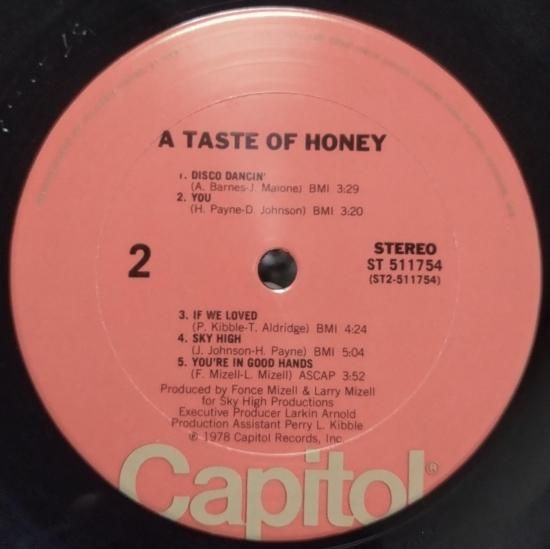 A TASTE OF HONEY
1. DISCO DANCIN'
(A. Barnes-J. Malone) BMI 3:29
2. YOU
(H. Payne-D. Johnson) BMI 3:20
2
STEREO
ST 511754
(ST2-511754)
3. IF WE LOVED
(P. Kibble-T. Aldridge) BMI 4:24
4. SKY HIGH
(J. Johnson-H. Payne) BMI 5:04
5. YOU'RE IN GOOD HANDS
(F. Mizell-L. Mizell) ASCAP 3:52
Produced by Fonce Mizell & Larry Mizell
for Sky High Productions
Executive Producer Larkin Arnold
Production Assistant Perry L. Kibble
℗ 1978 Capitol Records, Inc.
Capitol®